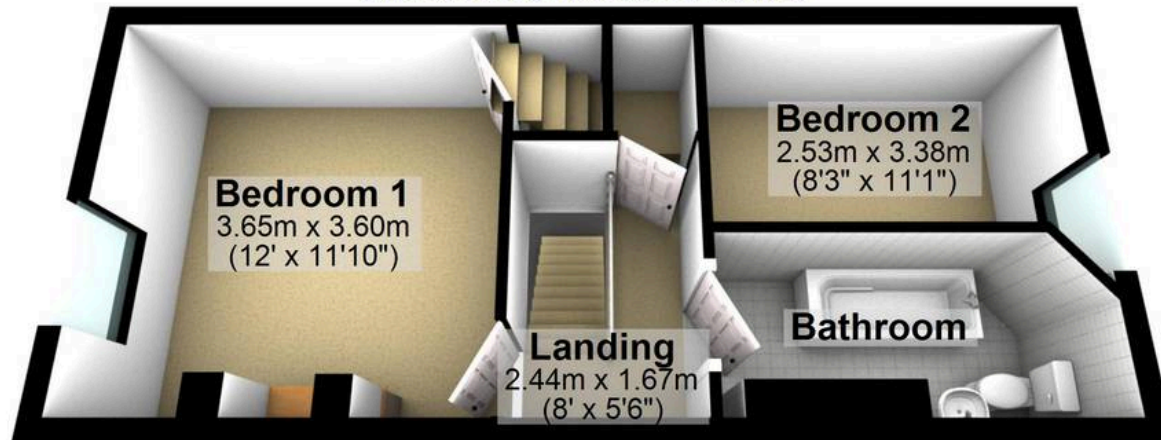 Bedroom 1
3.65m x 3.60m
(12' x 11'10")
Bedroom 2
2.53m x 3.38m
(8'3" x 11'1")
Landing
2.44m x 1.67m
(8' x 5'6")
Bathroom